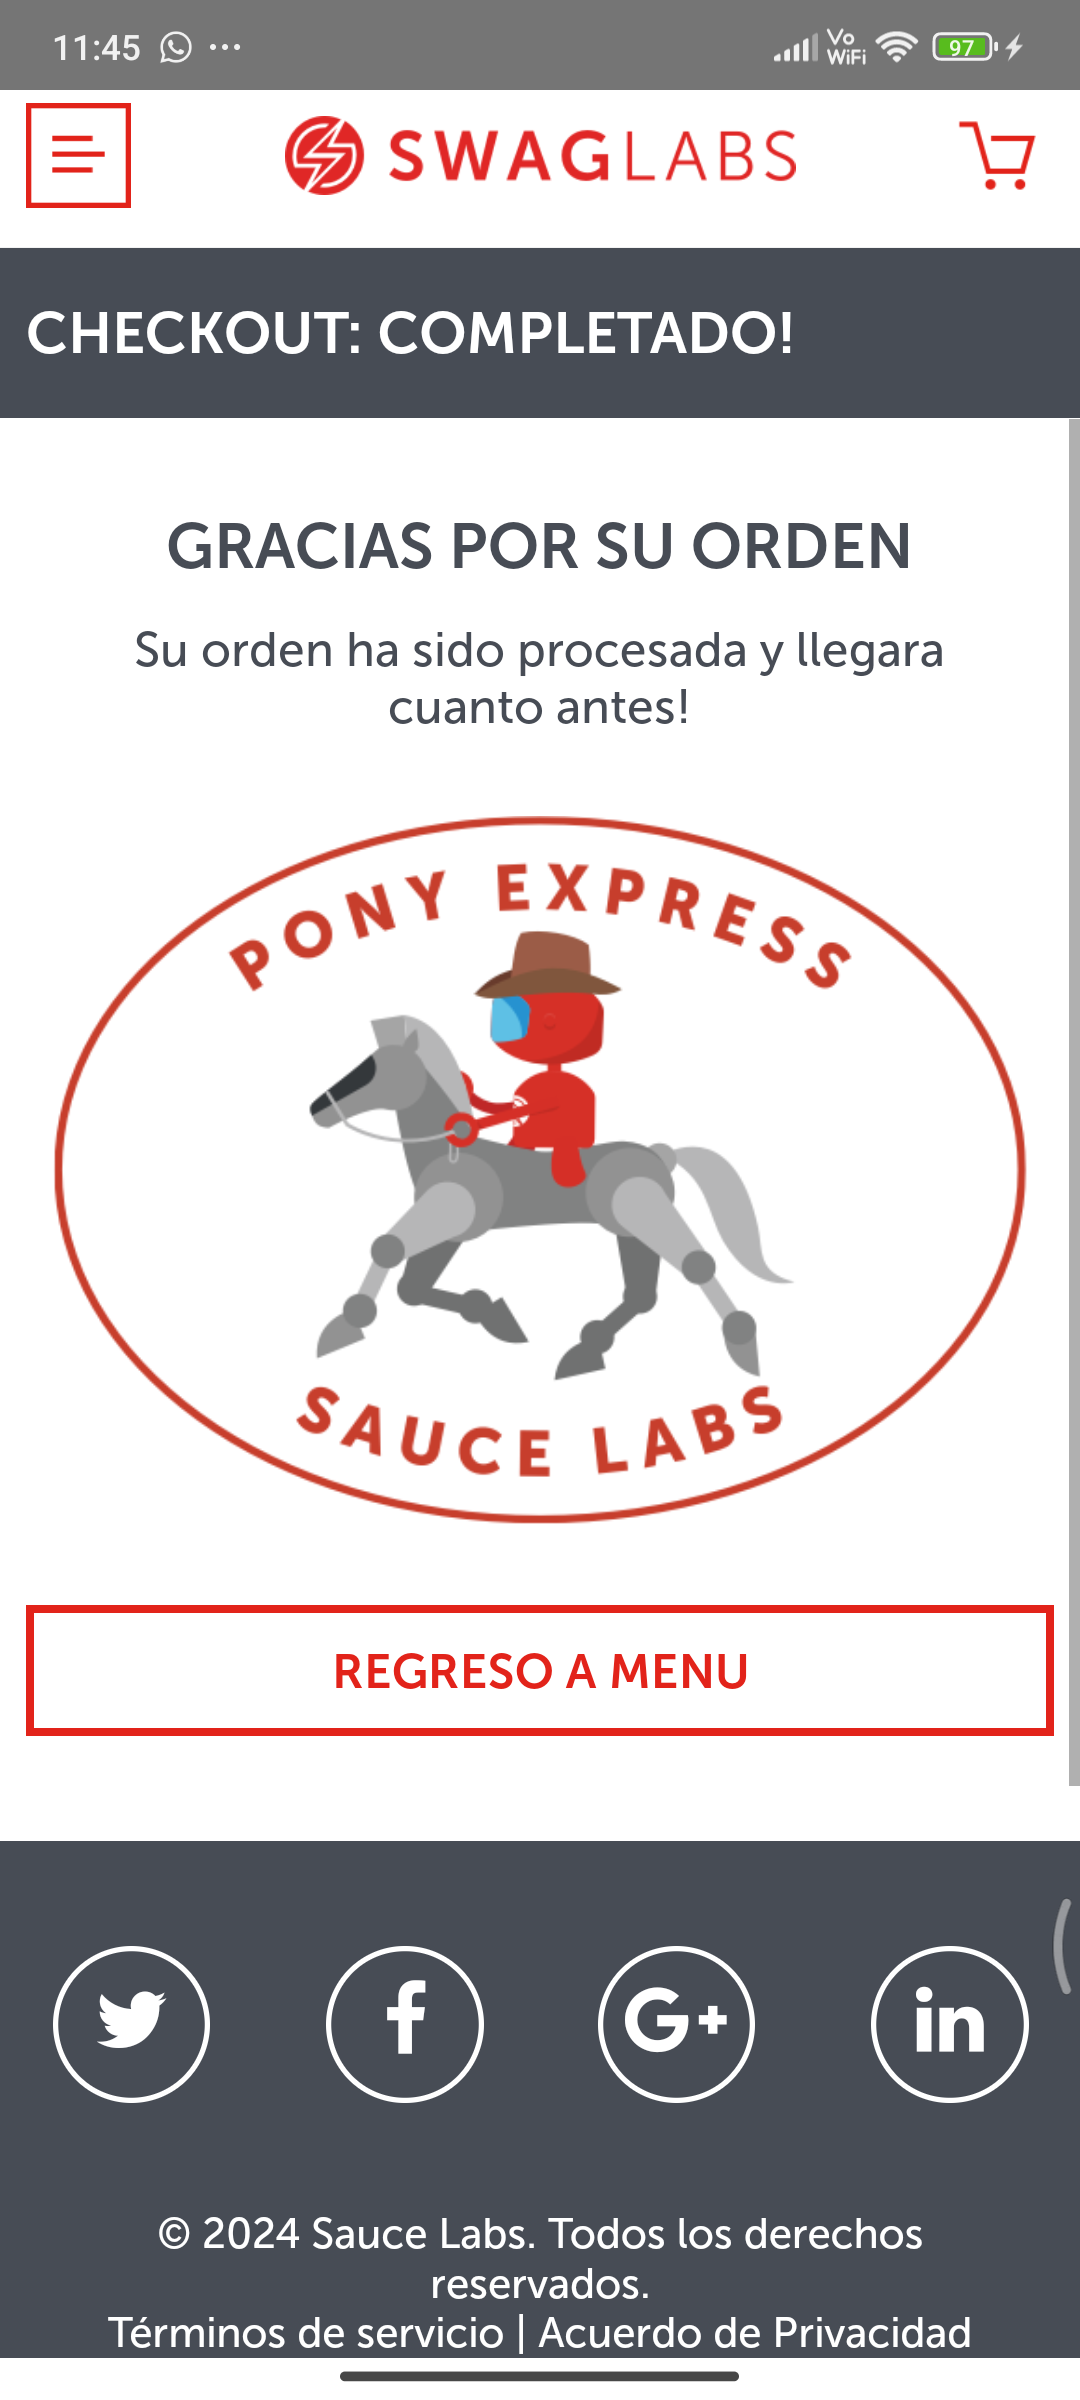 11:45
Vo
WiFi
97
SWAGLABS
CHECKOUT: COMPLETADO!
GRACIAS POR SU ORDEN
Su orden ha sido procesada y llegara
cuanto antes!
PONY EXPRESS
SAUCE LABS
REGRESO A MENU
f
G+
in
© 2024 Sauce Labs. Todos los derechos
reservados.
Términos de servicio | Acuerdo de Privacidad